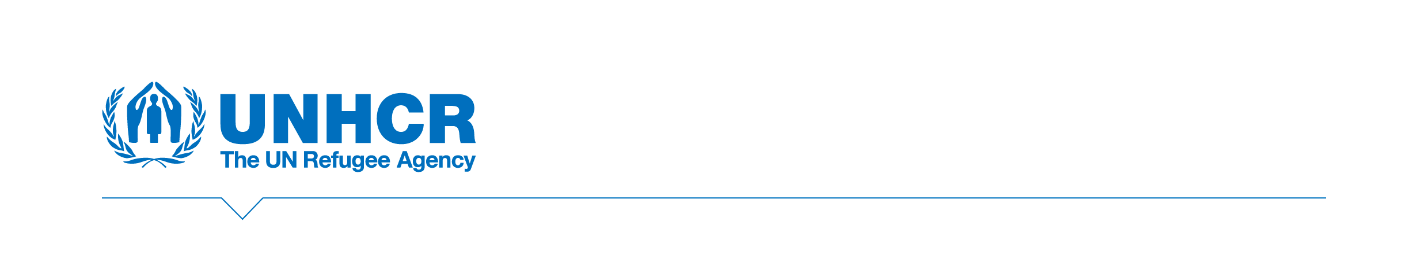 UNHCR
The UN Refugee Agency